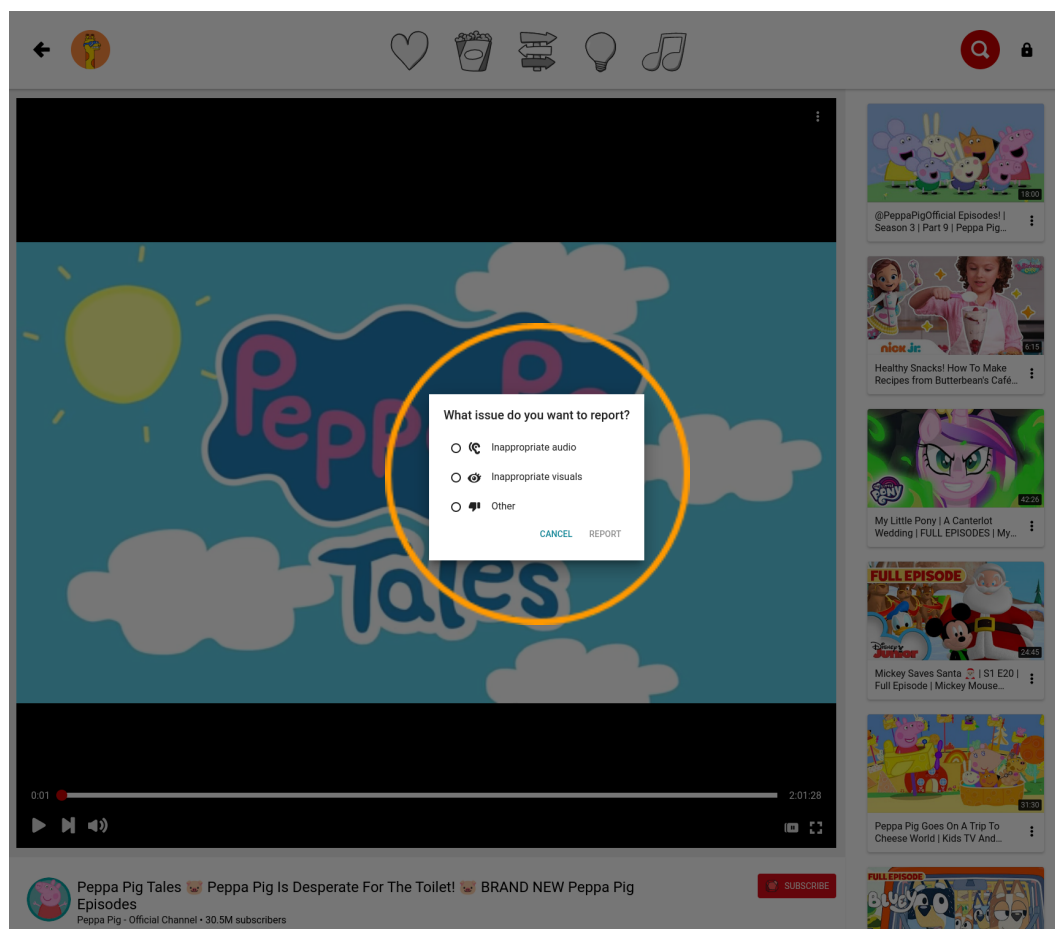 18:00
@PeppaPigOfficial Episodes! |
Season 3 | Part 9 | Peppa Pig...
nick jr.
6:15
Healthy Snacks! How To Make
Recipes from Butterbean's Café...
PONY
42:26
My Little Pony | A Canterlot
Wedding | FULL EPISODES | My...
FULL EPISODE
Disney
JUNIOR
24:45
Mickey Saves Santa 🎅 | S1 E20 |
Full Episode | Mickey Mouse...
31:30
Peppa Pig Goes On A Trip To
Cheese World | Kids TV And...
FULL EPISODE
BLUEY
Peppa Pig
Tales
What issue do you want to report?
Inappropriate audio
Inappropriate visuals
Other
CANCEL REPORT
0:01 2:01:28
Peppa Pig Tales 🐷 Peppa Pig Is Desperate For The Toilet! 🐷 BRAND NEW Peppa Pig
Episodes
Peppa Pig - Official Channel • 30.5M subscribers
SUBSCRIBE